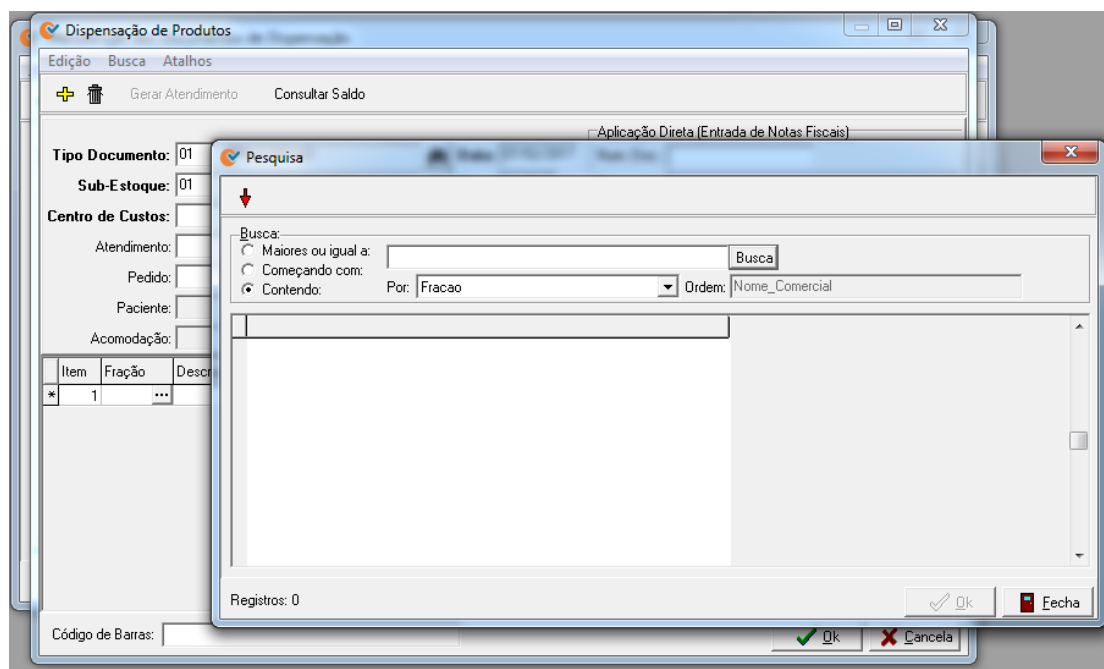 Dispensação de Produtos
Edição Busca Atalhos
Gerar Atendimento Consultar Saldo
Aplicação Direta (Entrada de Notas Fiscais)
Tipo Documento: 01
Sub-Estoque: 01
Centro de Custos:
Atendimento:
Pedido:
Paciente:
Acomodação:
Item Fração Descr
* 1 ...
Código de Barras:
Ok Cancela
Pesquisa
Busca:
Maiores ou igual a:
Busca
Começando com:
Contendo:
Por: Fracao Ordem: Nome_Comercial
Registros: 0
Ok Fecha